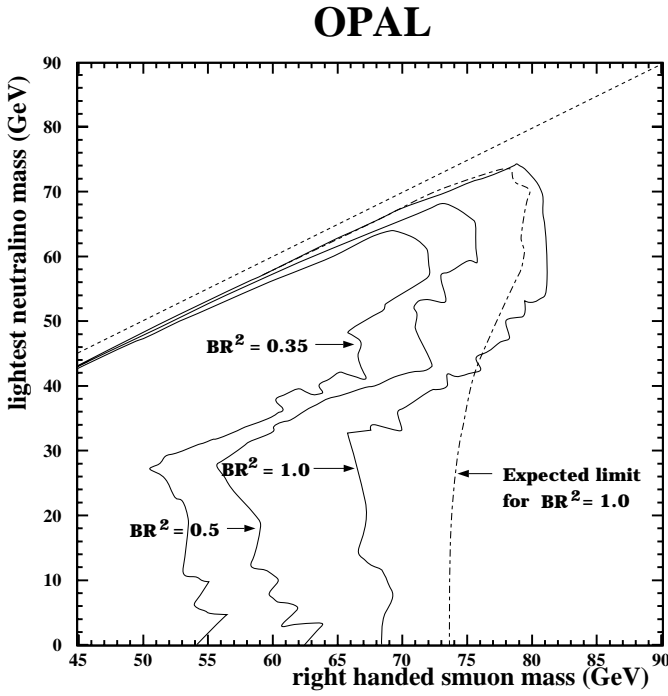 OPAL
lightest neutralino mass (GeV)
90
80
70
60
50
40
30
20
10
0
BR² = 0.35
BR² = 1.0
BR² = 0.5
Expected limit
for BR² = 1.0
45 50 55 60 65 70 75 80 85 90
right handed smuon mass (GeV)